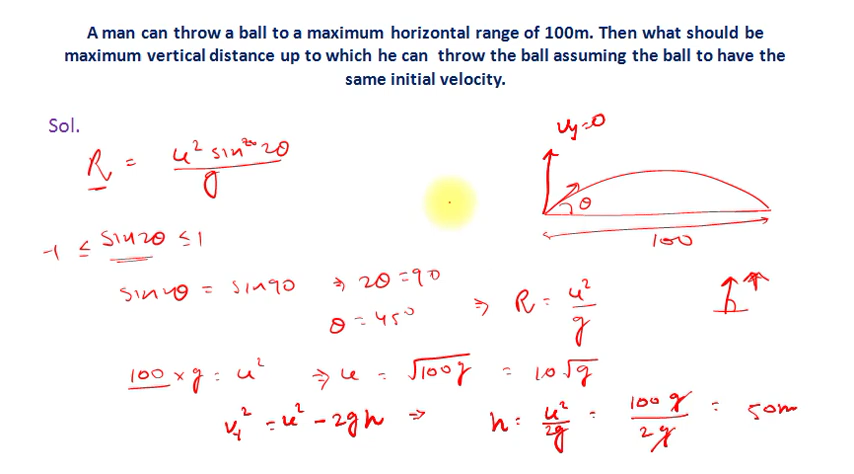 A man can throw a ball to a maximum horizontal range of 100m. Then what should be
maximum vertical distance up to which he can throw the ball assuming the ball to have the
same initial velocity.
Sol.
R = u² sin 2θ / g
v_y=0
θ
100
-1 ≤ sin2θ ≤ 1
sin2θ = sin90 ⇒ 2θ = 90
θ = 45° ⇒ R = u² / g
100 × g = u² ⇒ u = √100g = 10√g
v_y² = u² - 2gh ⇒ h = u² / 2g = 100g / 2g = 50m